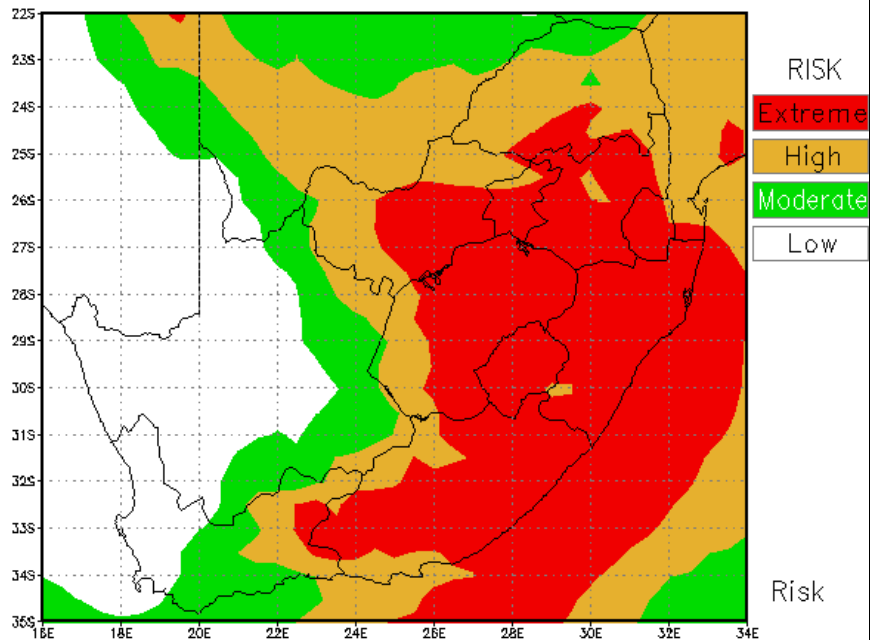 22S
23S
24S
25S
26S
27S
28S
29S
30S
31S
32S
33S
34S
35S
16E 18E 20E 22E 24E 26E 28E 30E 32E 34E
RISK
Extreme
High
Moderate
Low
Risk